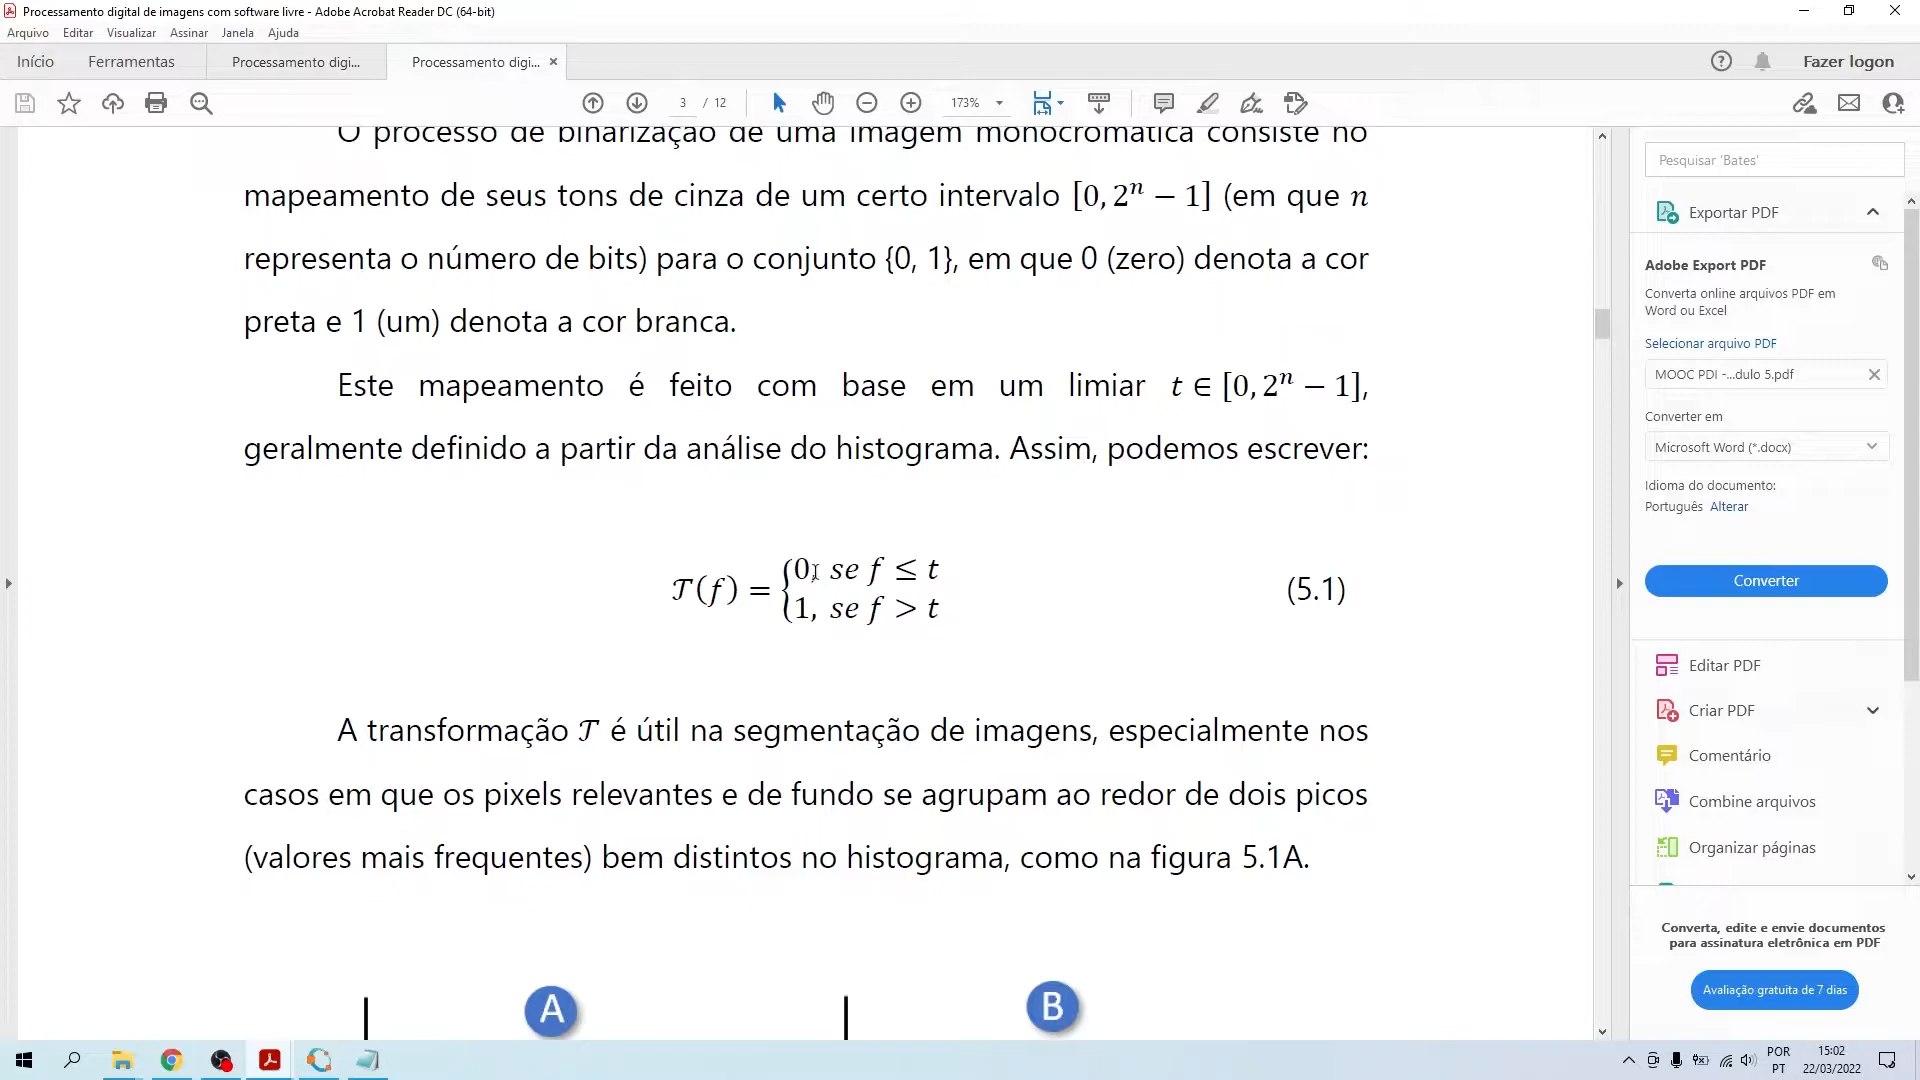 Processamento digital de imagens com software livre - Adobe Acrobat Reader DC (64-bit)
Arquivo Editar Visualizar Assinar Janela Ajuda
Início Ferramentas Processamento digi... Processamento digi... × Fazer logon
3 / 12 173%
O processo de binarização de uma imagem monocromática consiste no
mapeamento de seus tons de cinza de um certo intervalo [0, 2ⁿ − 1] (em que n
representa o número de bits) para o conjunto {0, 1}, em que 0 (zero) denota a cor
preta e 1 (um) denota a cor branca.
Este mapeamento é feito com base em um limiar t ∈ [0, 2ⁿ − 1],
geralmente definido a partir da análise do histograma. Assim, podemos escrever:
𝒯(f) = {0, se f ≤ t
1, se f > t
(5.1)
A transformação 𝒯 é útil na segmentação de imagens, especialmente nos
casos em que os pixels relevantes e de fundo se agrupam ao redor de dois picos
(valores mais frequentes) bem distintos no histograma, como na figura 5.1A.
A B
Pesquisar 'Bates'
Exportar PDF
Adobe Export PDF
Converta online arquivos PDF em
Word ou Excel
Selecionar arquivo PDF
MOOC PDI -...dulo 5.pdf
Converter em
Microsoft Word (*.docx)
Idioma do documento:
Português Alterar
Converter
Editar PDF
Criar PDF
Comentário
Combine arquivos
Organizar páginas
Converta, edite e envie documentos
para assinatura eletrônica em PDF
Avaliação gratuita de 7 dias
POR
PT
15:02
22/03/2022